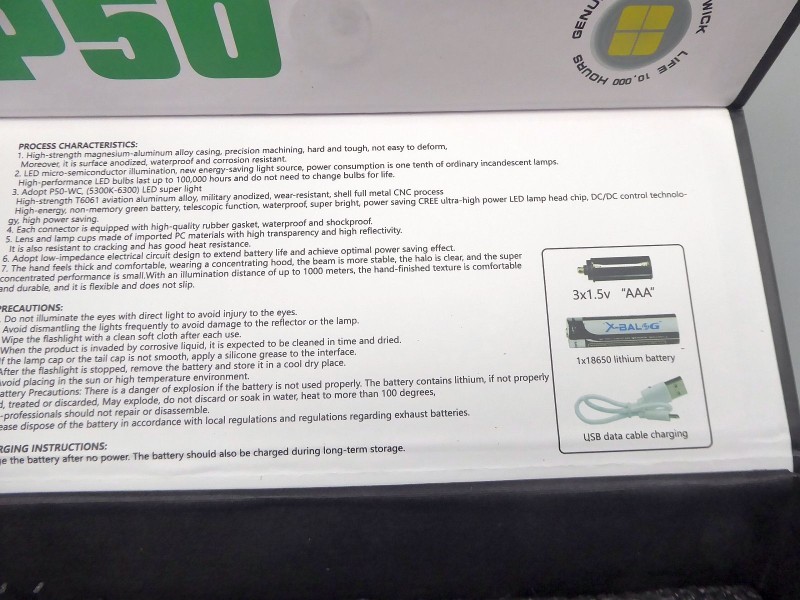 P50
GENU
WICK
LIFE 10,000 HOURS
PROCESS CHARACTERISTICS:
1. High-strength magnesium-aluminum alloy casing, precision machining, hard and tough, not easy to deform,
Moreover, it is surface anodized, waterproof and corrosion resistant.
2. LED micro-semiconductor illumination, new energy-saving light source, power consumption is one tenth of ordinary incandescent lamps.
High-performance LED bulbs last up to 100,000 hours and do not need to change bulbs for life.
3. Adopt P50-WC, (5300K-6300) LED super light
High-strength T6061 aviation aluminum alloy, military anodized, wear-resistant, shell full metal CNC process
High-energy, non-memory green battery, telescopic function, waterproof, super bright, power saving CREE ultra-high power LED lamp head chip, DC/DC control technolo-
gy, high power saving.
4. Each connector is equipped with high-quality rubber gasket, waterproof and shockproof.
5. Lens and lamp cups made of imported PC materials with high transparency and high reflectivity.
It is also resistant to cracking and has good heat resistance.
6. Adopt low-impedance electrical circuit design to extend battery life and achieve optimal power saving effect.
7. The hand feels thick and comfortable, wearing a concentrating hood, the beam is more stable, the halo is clear, and the super
concentrated performance is small.With an illumination distance of up to 1000 meters, the hand-finished texture is comfortable
and durable, and it is flexible and does not slip.
PRECAUTIONS:
. Do not illuminate the eyes with direct light to avoid injury to the eyes.
Avoid dismantling the lights frequently to avoid damage to the reflector or the lamp.
Wipe the flashlight with a clean soft cloth after each use.
When the product is invaded by corrosive liquid, it is expected to be cleaned in time and dried.
If the lamp cap or the tail cap is not smooth, apply a silicone grease to the interface.
After the flashlight is stopped, remove the battery and store it in a cool dry place.
void placing in the sun or high temperature environment.
attery Precautions: There is a danger of explosion if the battery is not used properly. The battery contains lithium, if not properly
d, treated or discarded, May explode, do not discard or soak in water, heat to more than 100 degrees,
-professionals should not repair or disassemble.
ease dispose of the battery in accordance with local regulations and regulations regarding exhaust batteries.
RGING INSTRUCTIONS:
e the battery after no power. The battery should also be charged during long-term storage.
3x1.5v "AAA"
X-BALOG
1x18650 lithium battery
USB data cable charging